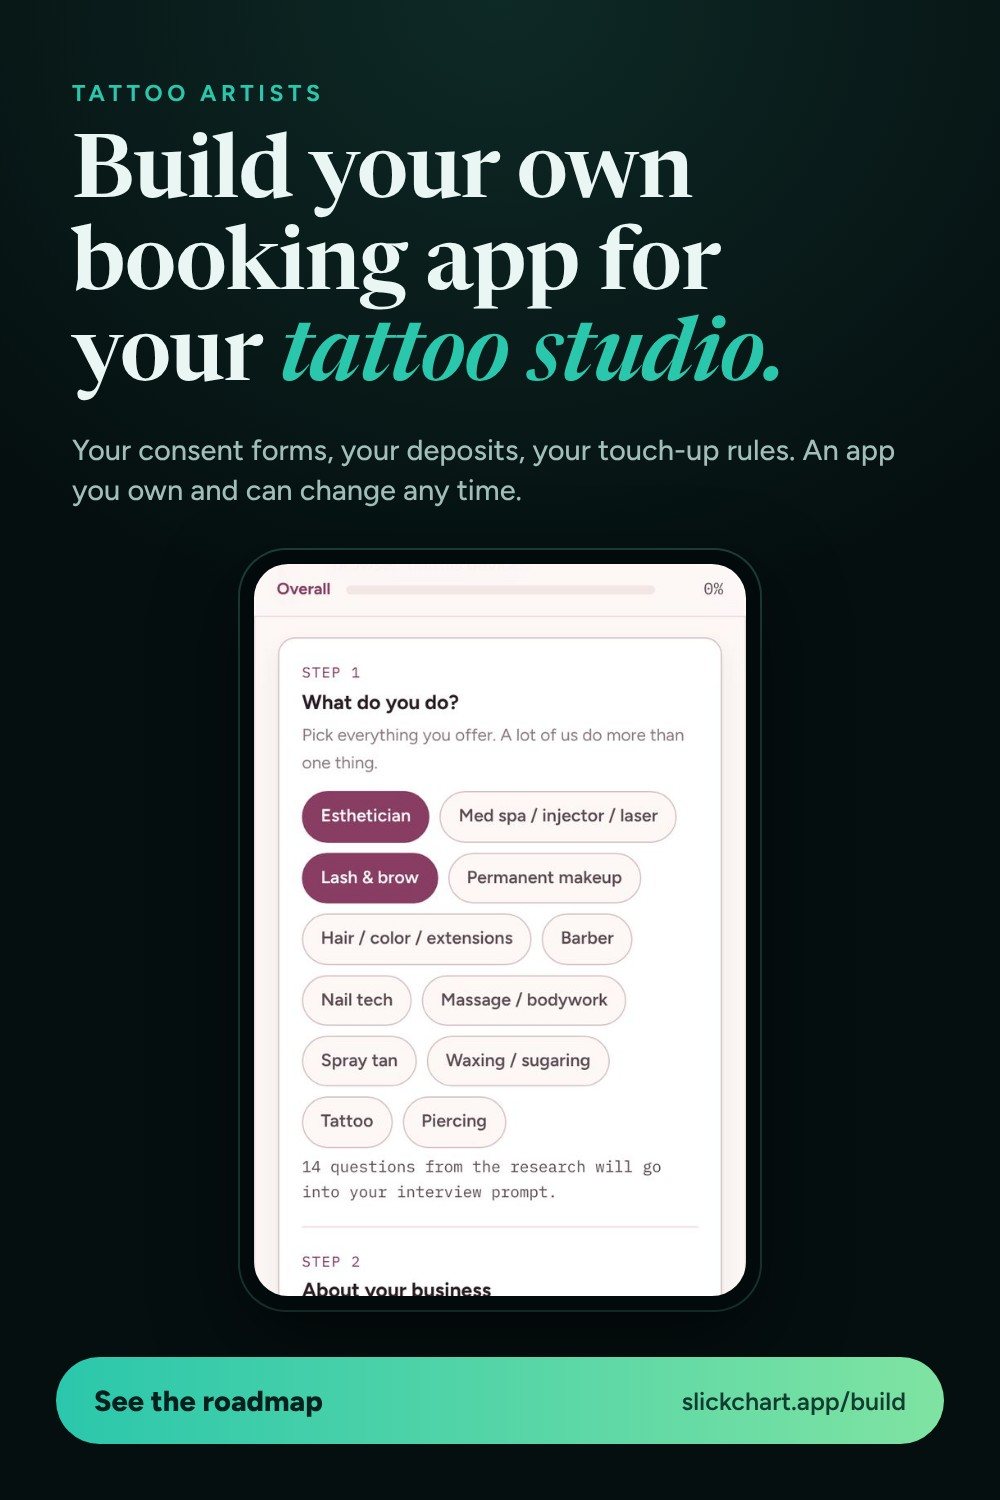 TATTOO ARTISTS
Build your own
booking app for
your tattoo studio.
Your consent forms, your deposits, your touch-up rules. An app
you own and can change any time.
Overall 0%
STEP 1
What do you do?
Pick everything you offer. A lot of us do more than
one thing.
Esthetician Med spa / injector / laser
Lash & brow Permanent makeup
Hair / color / extensions Barber
Nail tech Massage / bodywork
Spray tan Waxing / sugaring
Tattoo Piercing
14 questions from the research will go
into your interview prompt.
STEP 2
About your business
See the roadmap slickchart.app/build